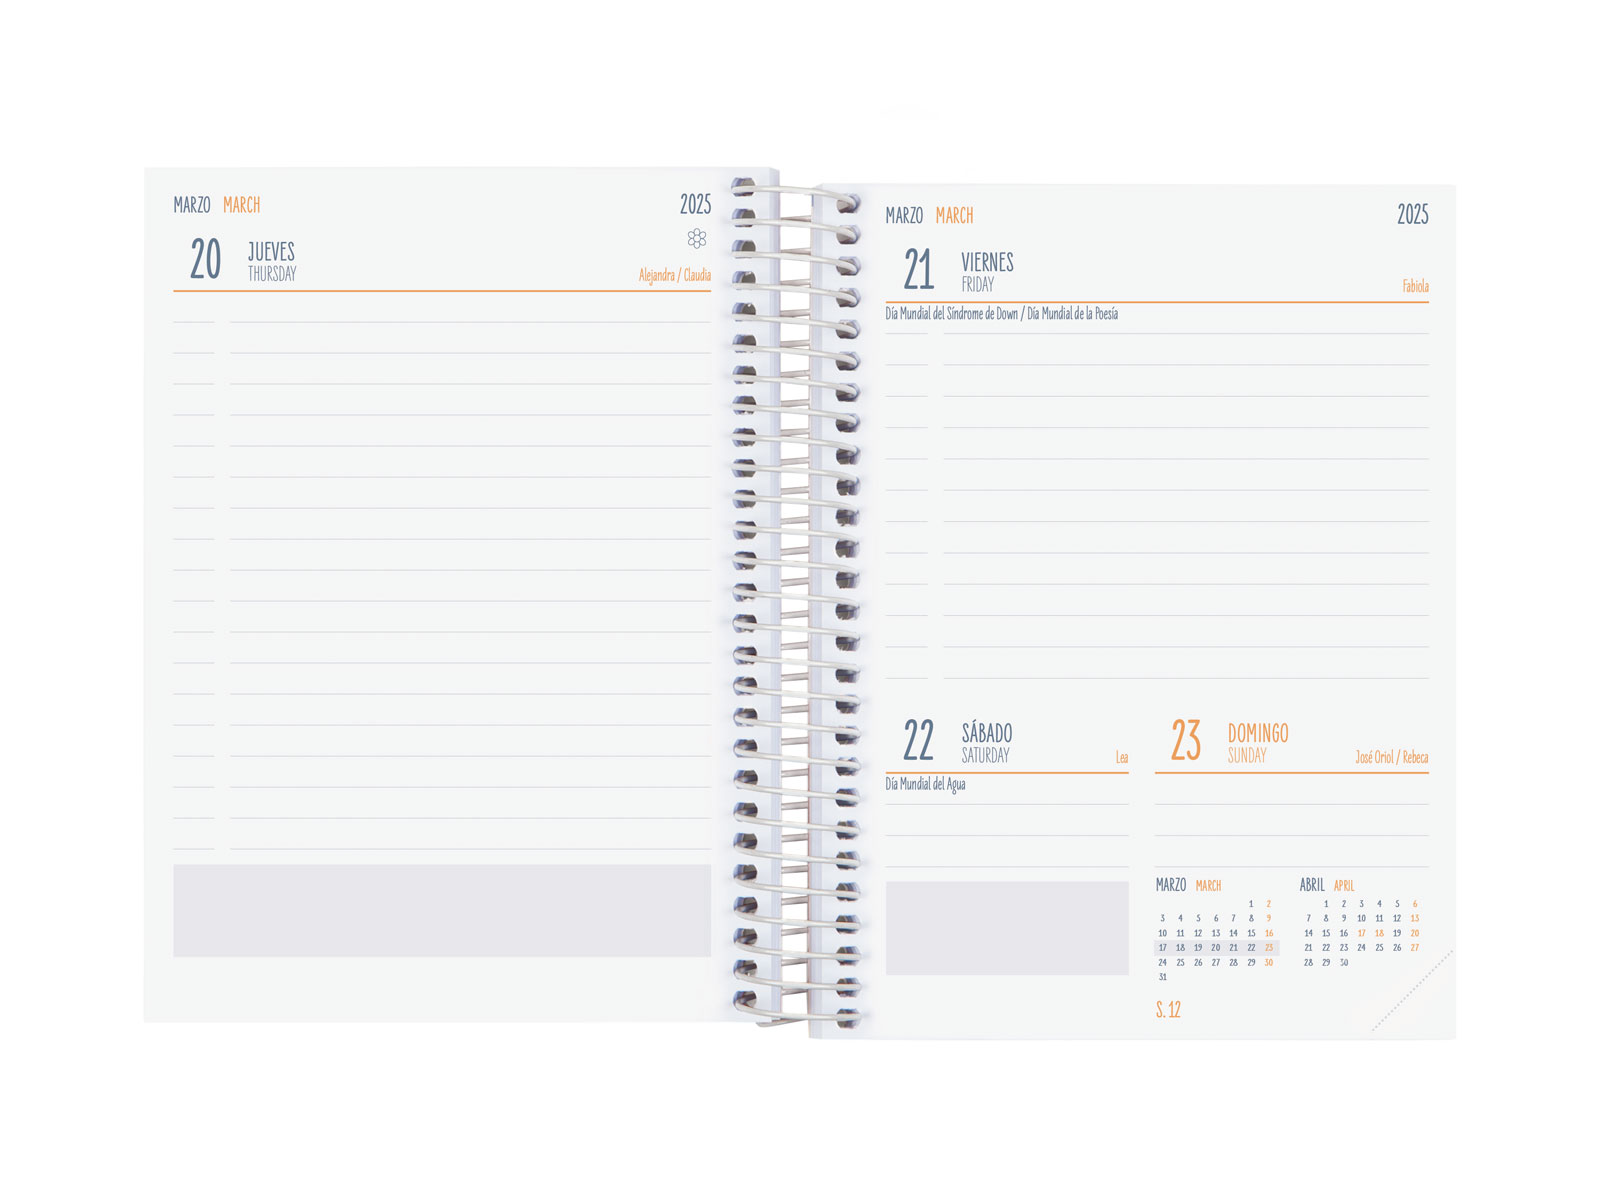 MARZO MARCH 2025
20 JUEVES
THURSDAY
Alejandra / Claudia
MARZO MARCH 2025
21 VIERNES
FRIDAY
Fabiola
Día Mundial del Síndrome de Down / Día Mundial de la Poesía
22 SÁBADO
SATURDAY
Lea
Día Mundial del Agua
23 DOMINGO
SUNDAY
José Oriol / Rebeca
MARZO MARCH
1 2
3 4 5 6 7 8 9
10 11 12 13 14 15 16
17 18 19 20 21 22 23
24 25 26 27 28 29 30
31
ABRIL APRIL
1 2 3 4 5 6
7 8 9 10 11 12 13
14 15 16 17 18 19 20
21 22 23 24 25 26 27
28 29 30
S. 12